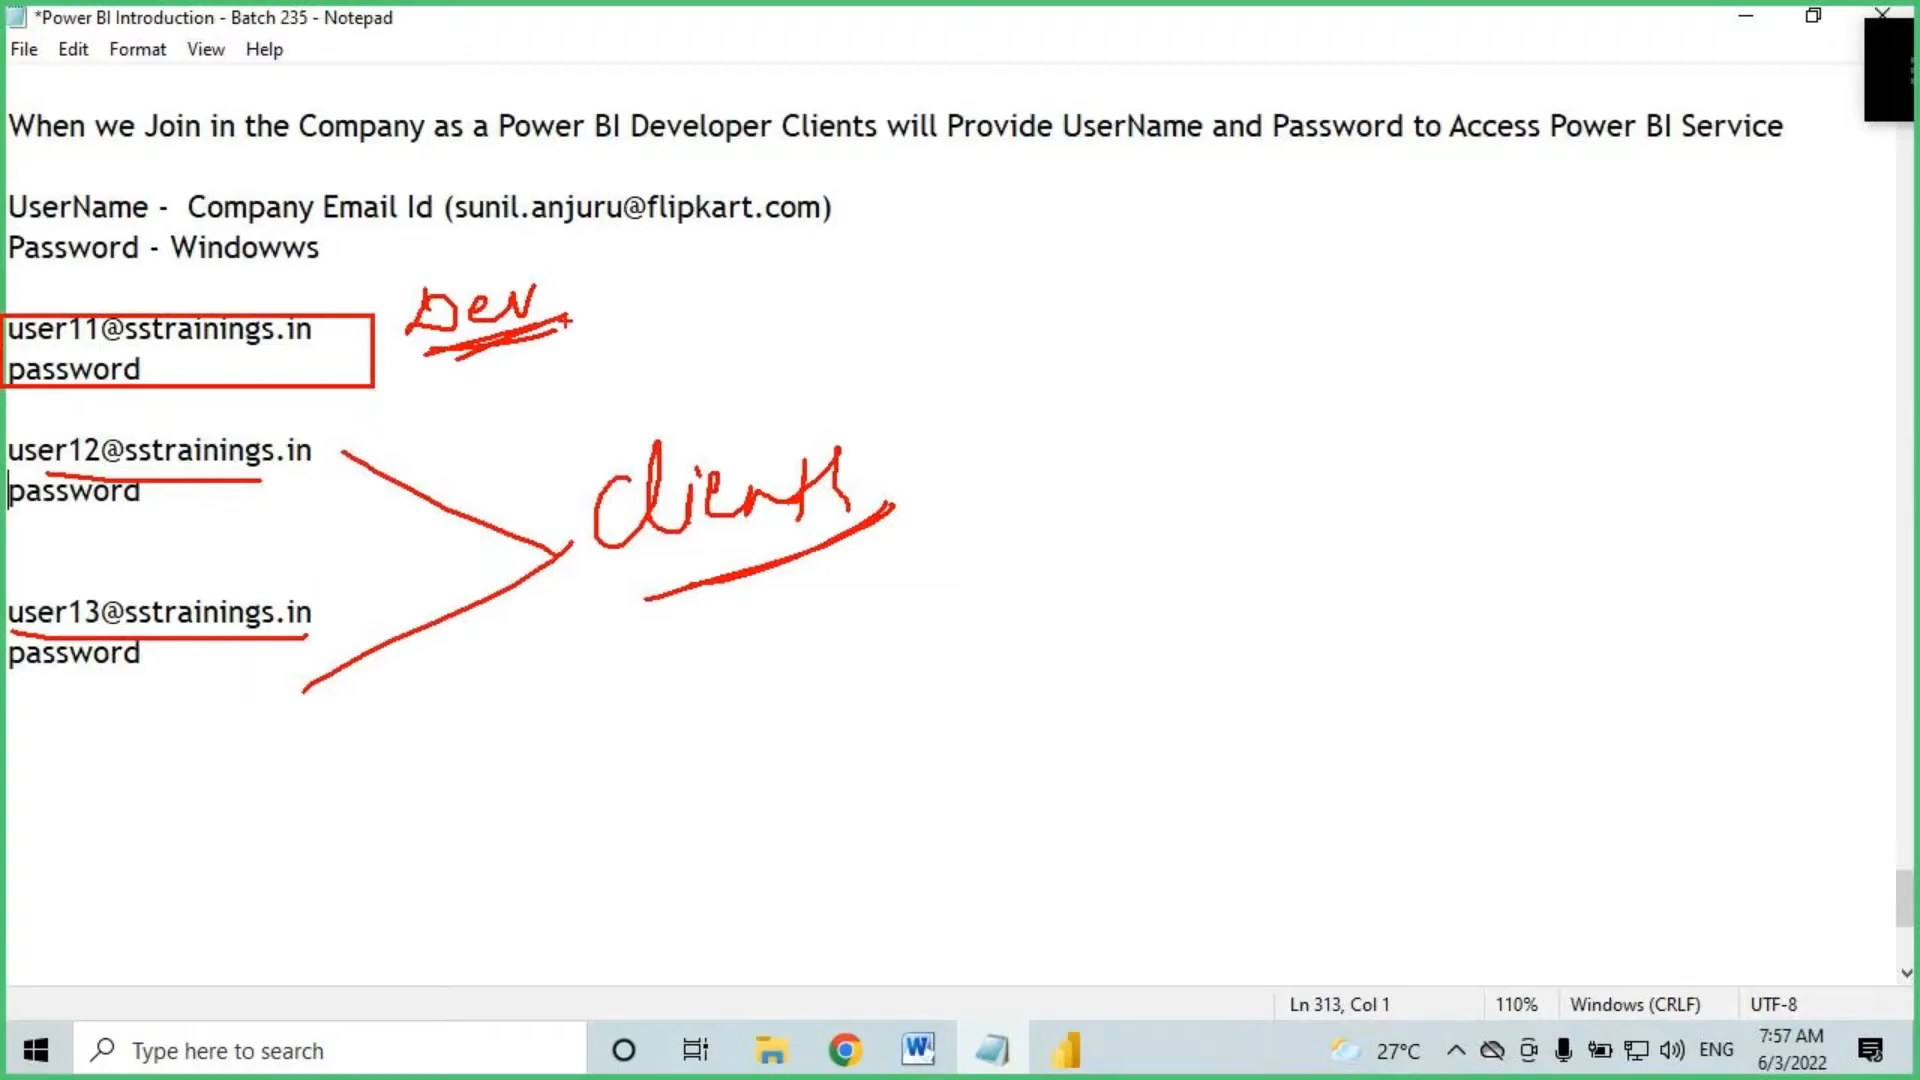 *Power BI Introduction - Batch 235 - Notepad
File Edit Format View Help
When we Join in the Company as a Power BI Developer Clients will Provide UserName and Password to Access Power BI Service
UserName - Company Email Id (sunil.anjuru@flipkart.com)
Password - Windowws
Dev
user11@sstrainings.in
password
user12@sstrainings.in
password
Clients
user13@sstrainings.in
password
Ln 313, Col 1 110% Windows (CRLF) UTF-8
Type here to search
27°C ENG
7:57 AM
6/3/2022